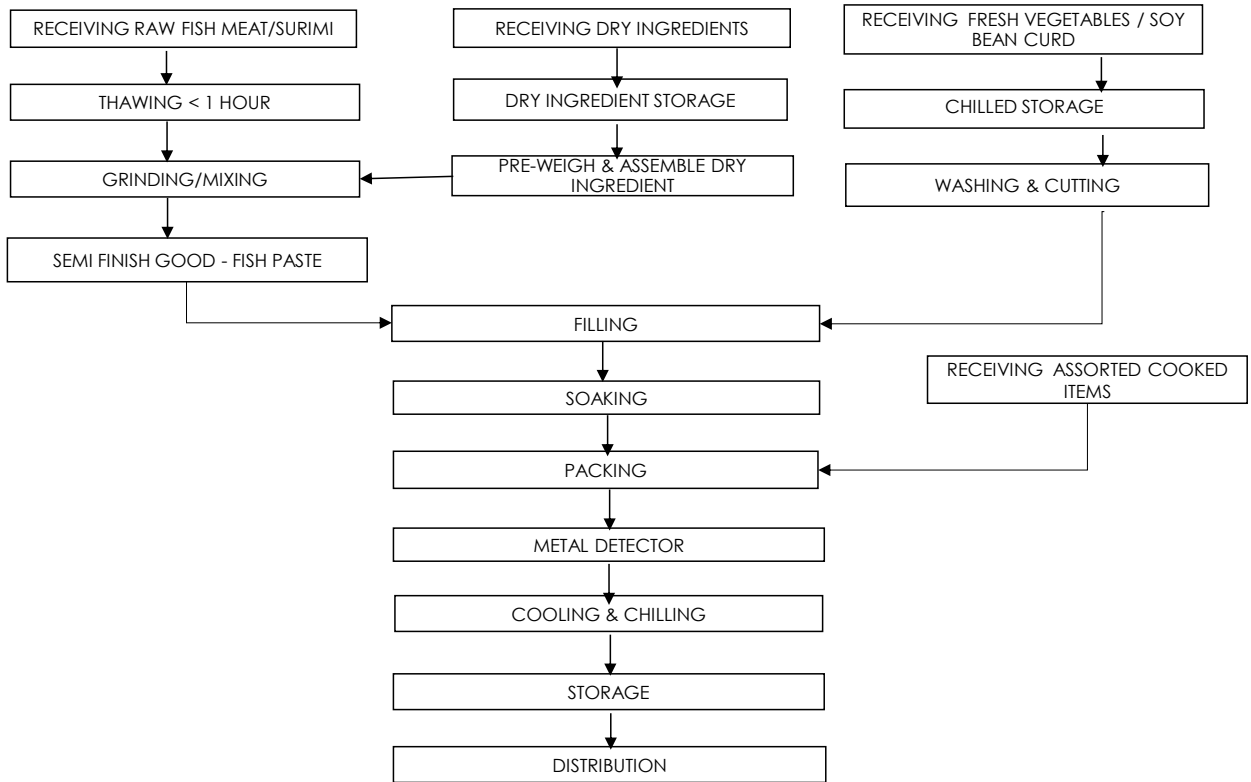 RECEIVING RAW FISH MEAT/SURIMI
RECEIVING DRY INGREDIENTS
RECEIVING FRESH VEGETABLES / SOY
BEAN CURD
THAWING < 1 HOUR
DRY INGREDIENT STORAGE
CHILLED STORAGE
GRINDING/MIXING
PRE-WEIGH & ASSEMBLE DRY
INGREDIENT
WASHING & CUTTING
SEMI FINISH GOOD - FISH PASTE
FILLING
RECEIVING ASSORTED COOKED
ITEMS
SOAKING
PACKING
METAL DETECTOR
COOLING & CHILLING
STORAGE
DISTRIBUTION